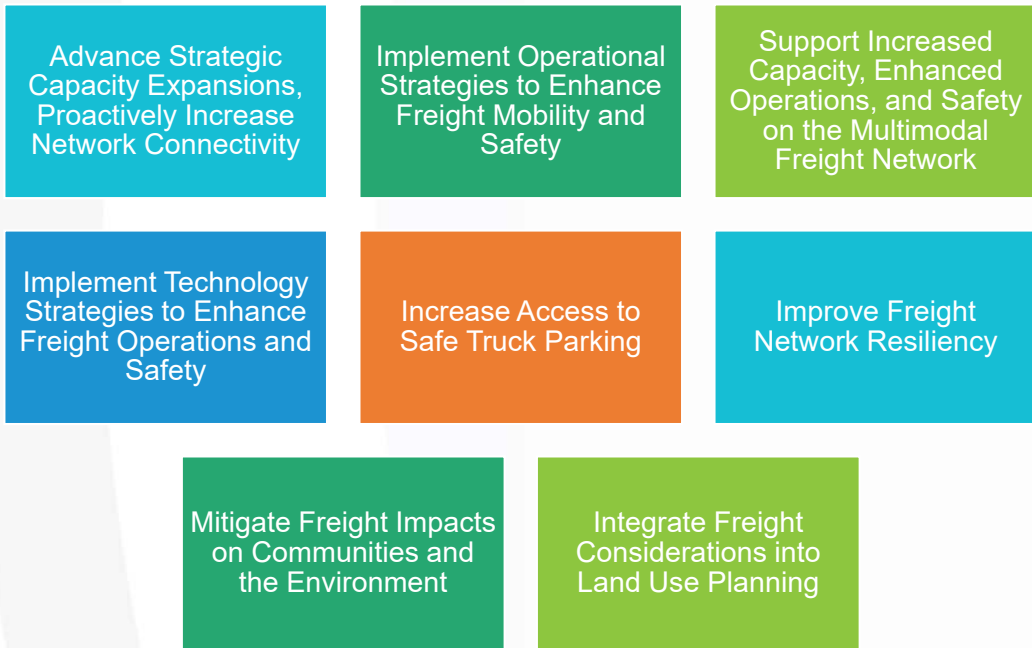 Advance Strategic
Capacity Expansions,
Proactively Increase
Network Connectivity
Implement Operational
Strategies to Enhance
Freight Mobility and
Safety
Support Increased
Capacity, Enhanced
Operations, and Safety
on the Multimodal
Freight Network
Implement Technology
Strategies to Enhance
Freight Operations and
Safety
Increase Access to
Safe Truck Parking
Improve Freight
Network Resiliency
Mitigate Freight Impacts
on Communities and
the Environment
Integrate Freight
Considerations into
Land Use Planning